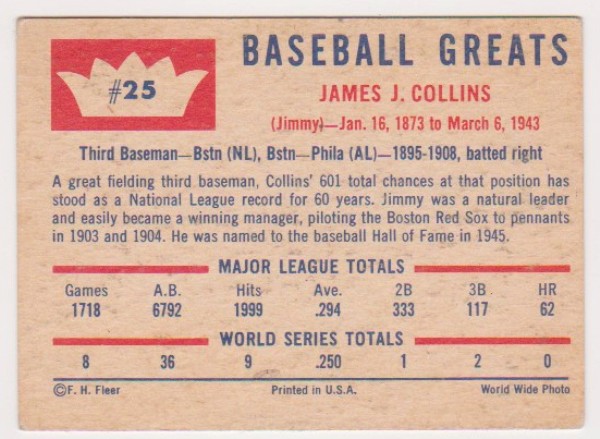 #25
BASEBALL GREATS
JAMES J. COLLINS
(Jimmy)—Jan. 16, 1873 to March 6, 1943
Third Baseman—Bstn (NL), Bstn—Phila (AL)—1895-1908, batted right
A great fielding third baseman, Collins' 601 total chances at that position has
stood as a National League record for 60 years. Jimmy was a natural leader
and easily became a winning manager, piloting the Boston Red Sox to pennants
in 1903 and 1904. He was named to the baseball Hall of Fame in 1945.
MAJOR LEAGUE TOTALS
Games A.B. Hits Ave. 2B 3B HR
1718 6792 1999 .294 333 117 62
WORLD SERIES TOTALS
8 36 9 .250 1 2 0
©F. H. Fleer Printed in U.S.A. World Wide Photo